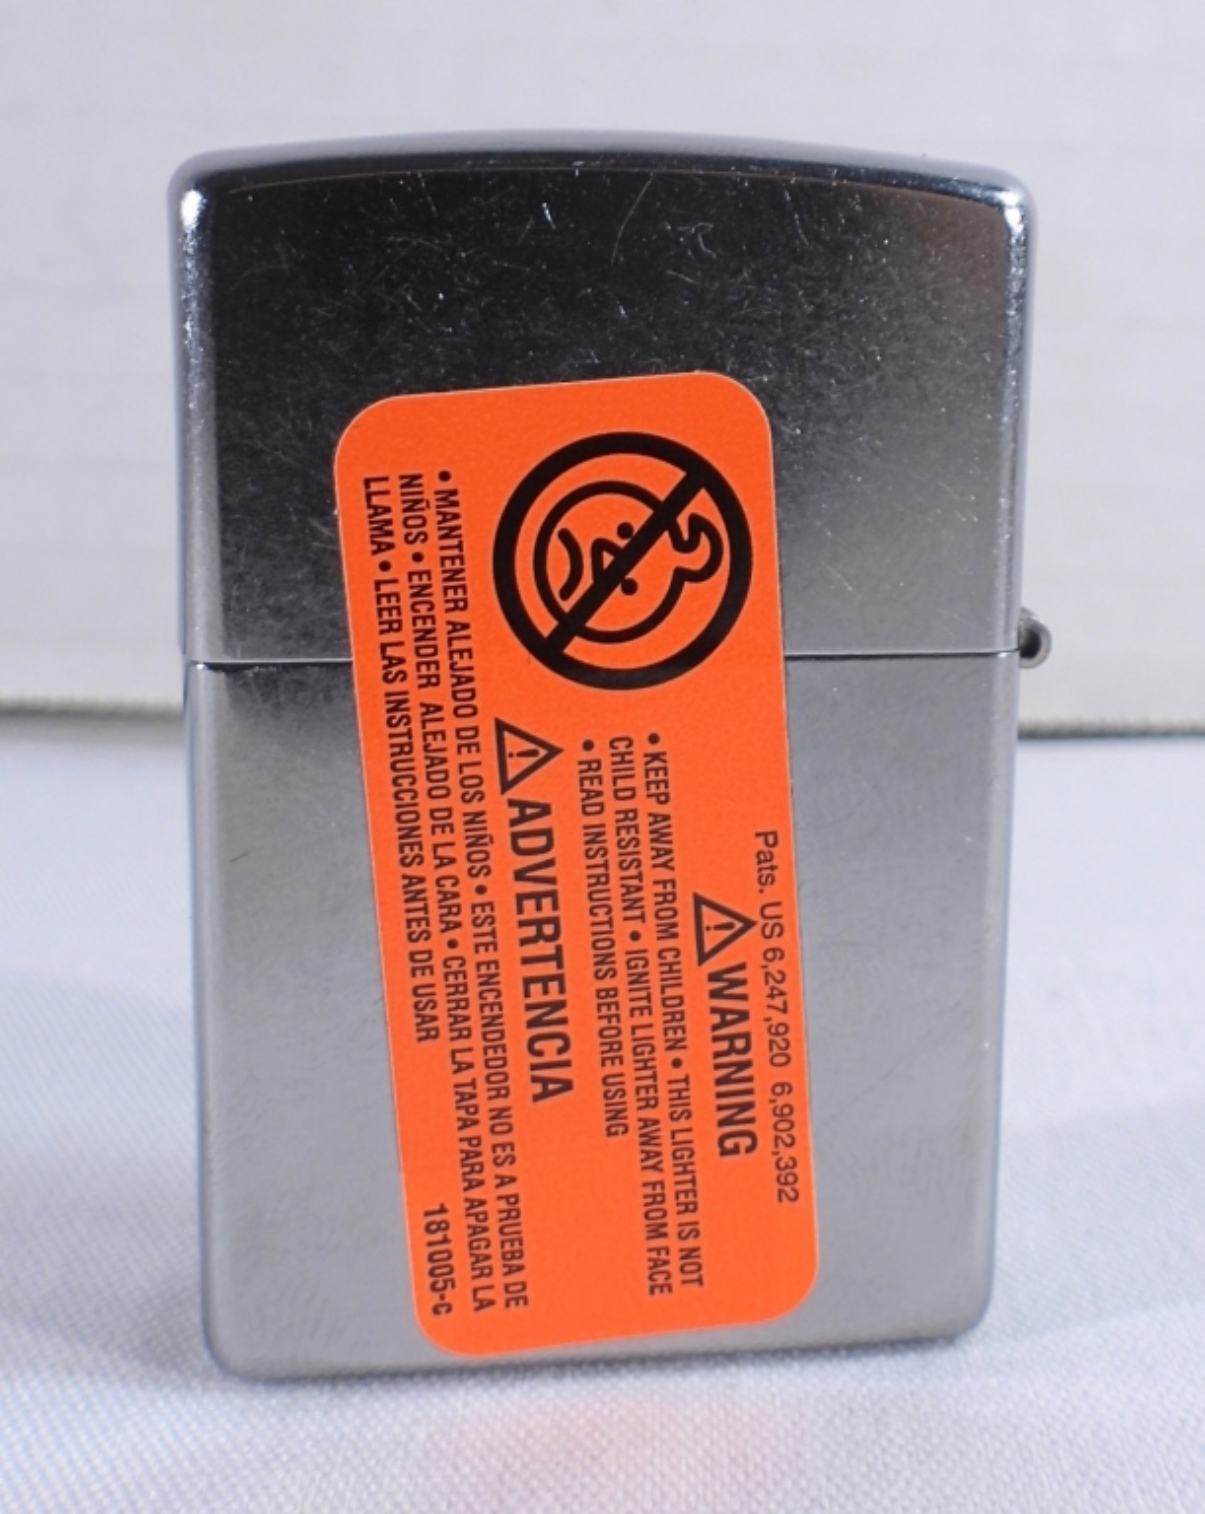 Pats. US 6,247,920 6,902,392
WARNING
• KEEP AWAY FROM CHILDREN • THIS LIGHTER IS NOT
CHILD RESISTANT • IGNITE LIGHTER AWAY FROM FACE
• READ INSTRUCTIONS BEFORE USING
ADVERTENCIA
• MANTENER ALEJADO DE LOS NIÑOS • ESTE ENCENDEDOR NO ES A PRUEBA DE
NIÑOS • ENCENDER ALEJADO DE LA CARA • CERRAR LA TAPA PARA APAGAR LA
LLAMA • LEER LAS INSTRUCCIONES ANTES DE USAR
181005-c